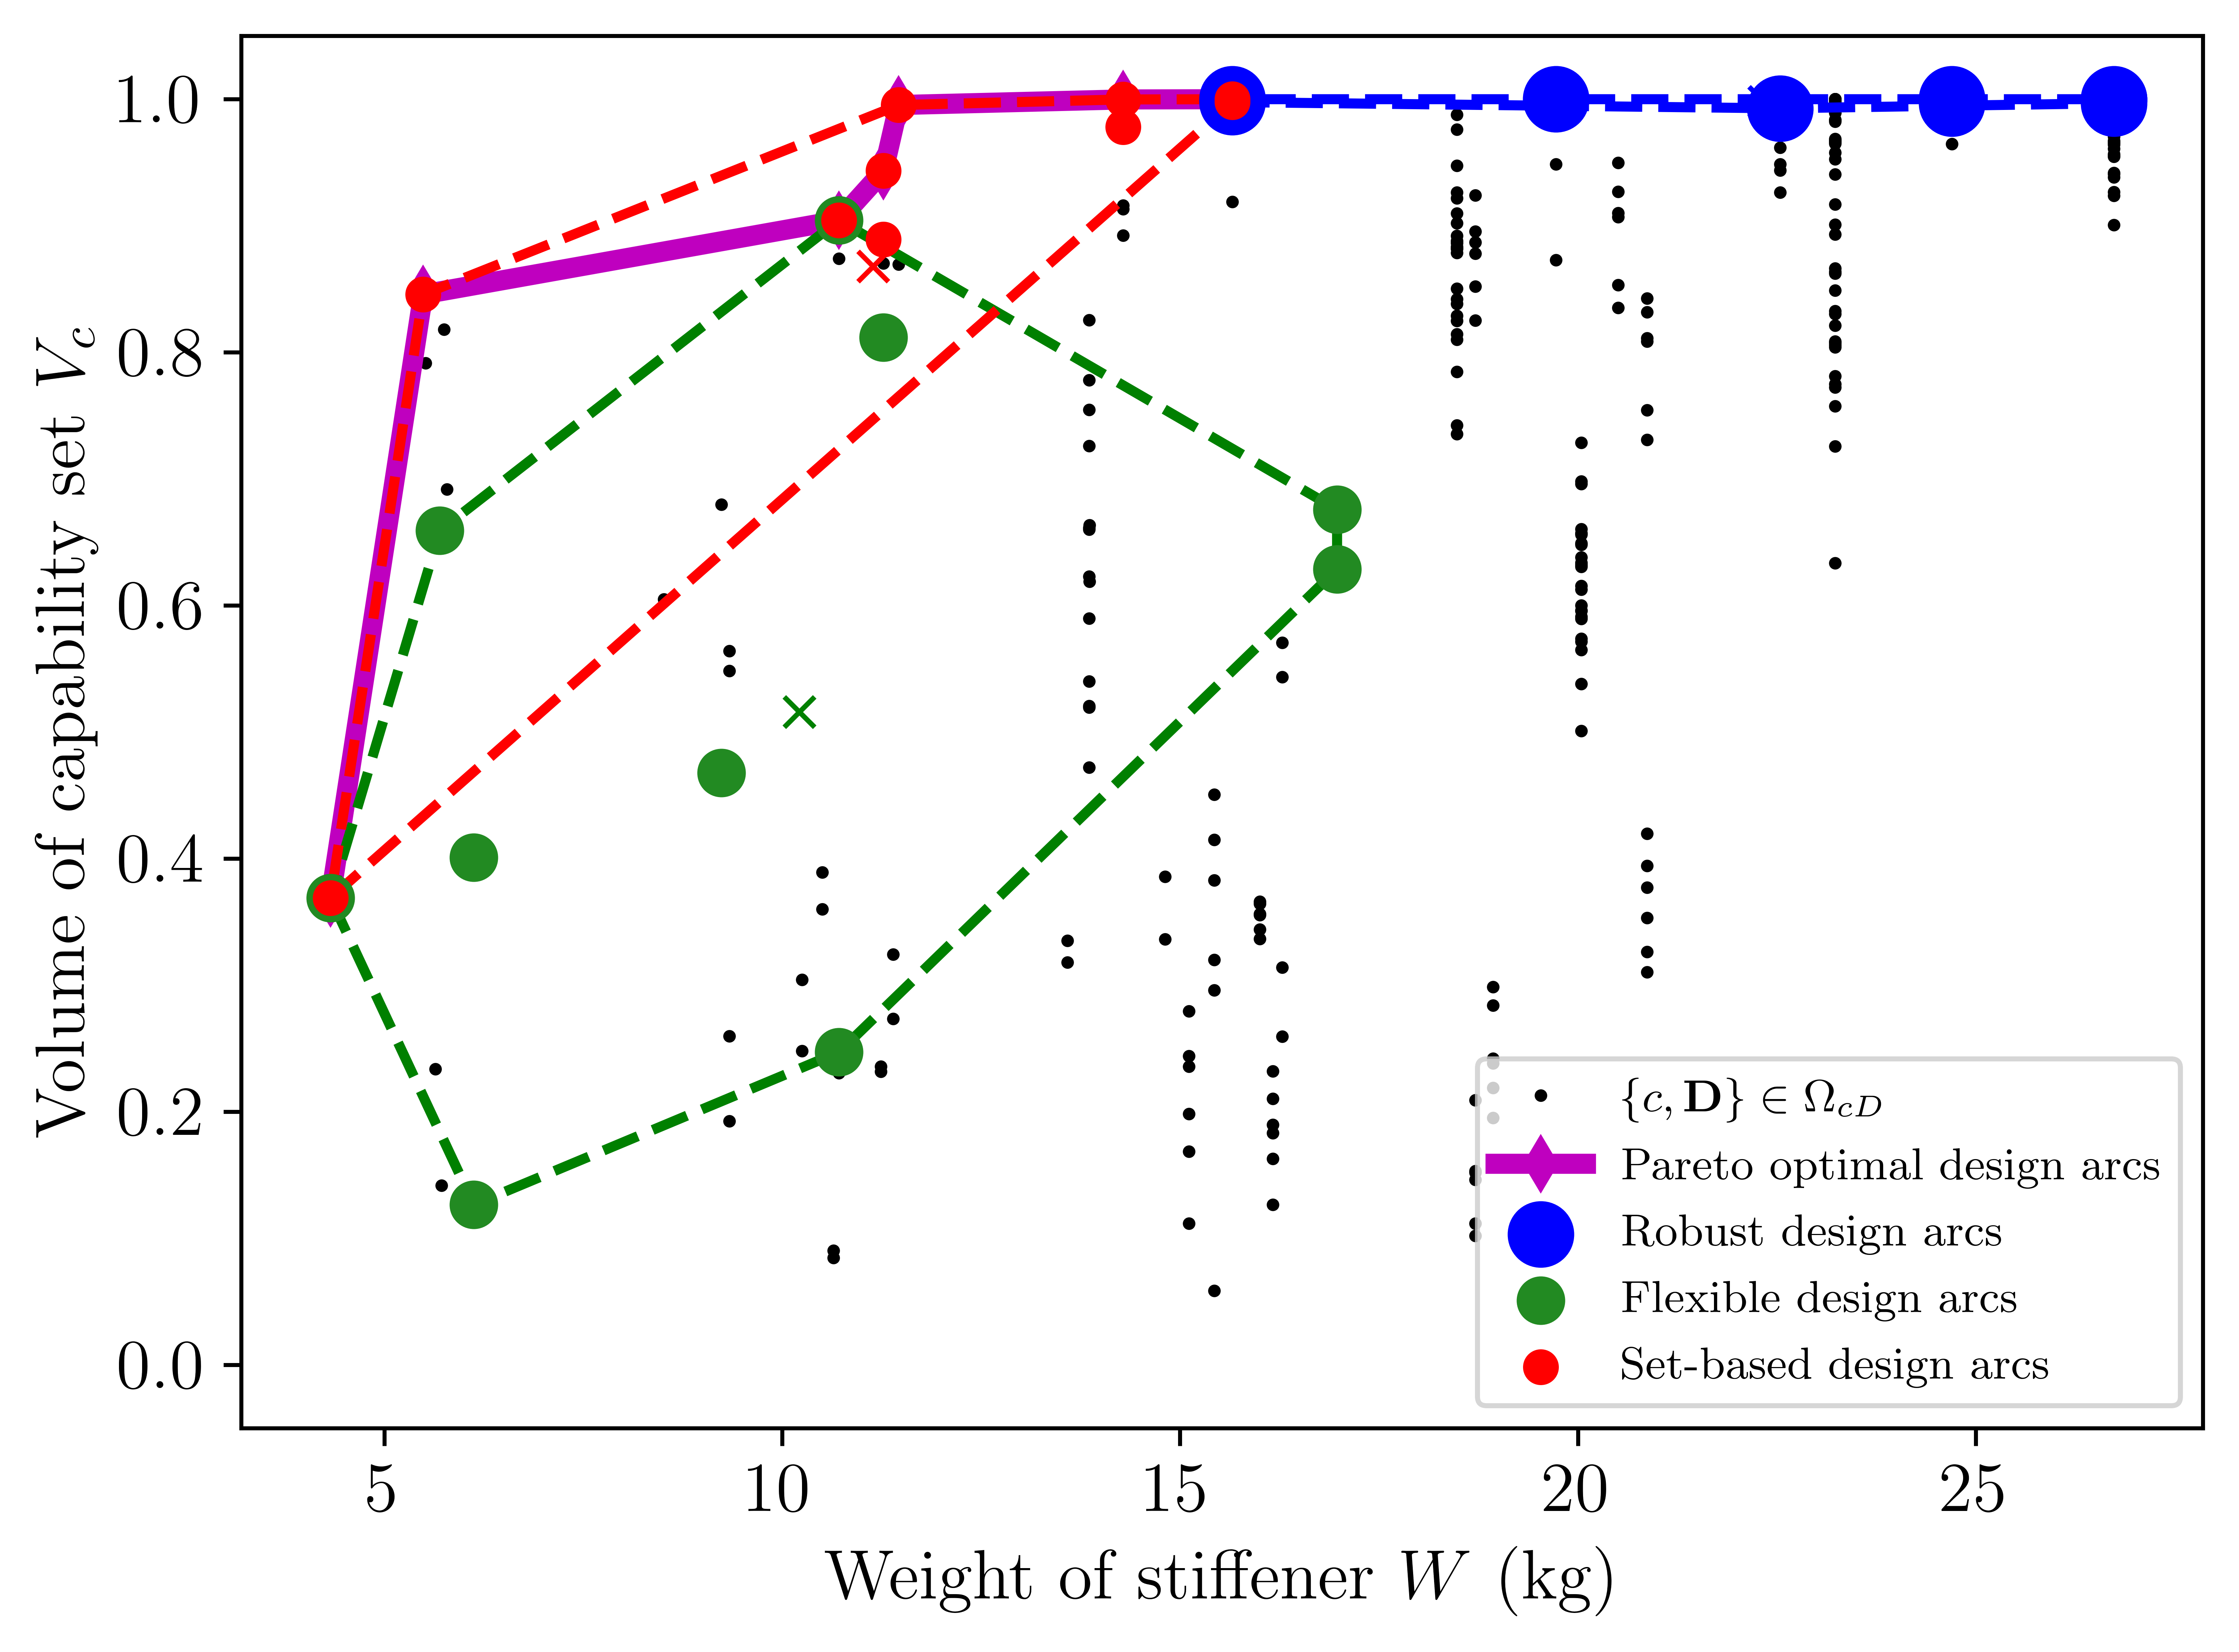 Volume of capability set V_c
1.0
0.8
0.6
0.4
0.2
0.0
5 10 15 20 25
Weight of stiffener W (kg)
{c, D} ∈ Ω_cD
Pareto optimal design arcs
Robust design arcs
Flexible design arcs
Set-based design arcs